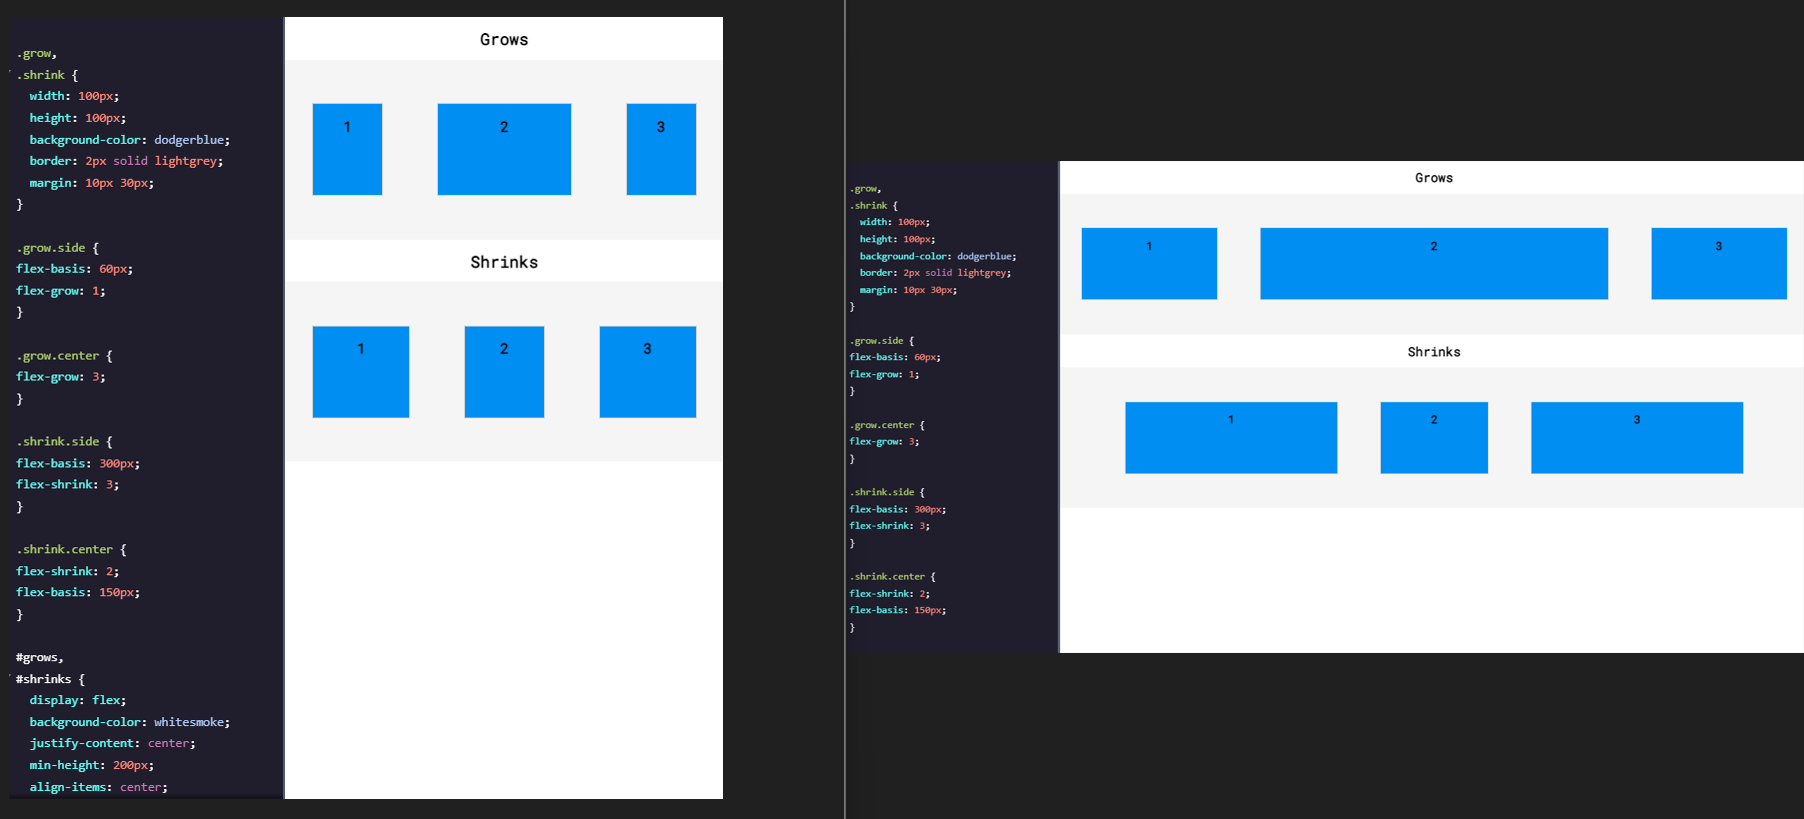 .grow,
.shrink {
width: 100px;
height: 100px;
background-color: dodgerblue;
border: 2px solid lightgrey;
margin: 10px 30px;
}
.grow.side {
flex-basis: 60px;
flex-grow: 1;
}
.grow.center {
flex-grow: 3;
}
.shrink.side {
flex-basis: 300px;
flex-shrink: 3;
}
.shrink.center {
flex-shrink: 2;
flex-basis: 150px;
}
#grows,
#shrinks {
display: flex;
background-color: whitesmoke;
justify-content: center;
min-height: 200px;
align-items: center;
Grows
1 2 3
Shrinks
1 2 3
.grow,
.shrink {
width: 100px;
height: 100px;
background-color: dodgerblue;
border: 2px solid lightgrey;
margin: 10px 30px;
}
.grow.side {
flex-basis: 60px;
flex-grow: 1;
}
.grow.center {
flex-grow: 3;
}
.shrink.side {
flex-basis: 300px;
flex-shrink: 3;
}
.shrink.center {
flex-shrink: 2;
flex-basis: 150px;
}
Grows
1 2 3
Shrinks
1 2 3